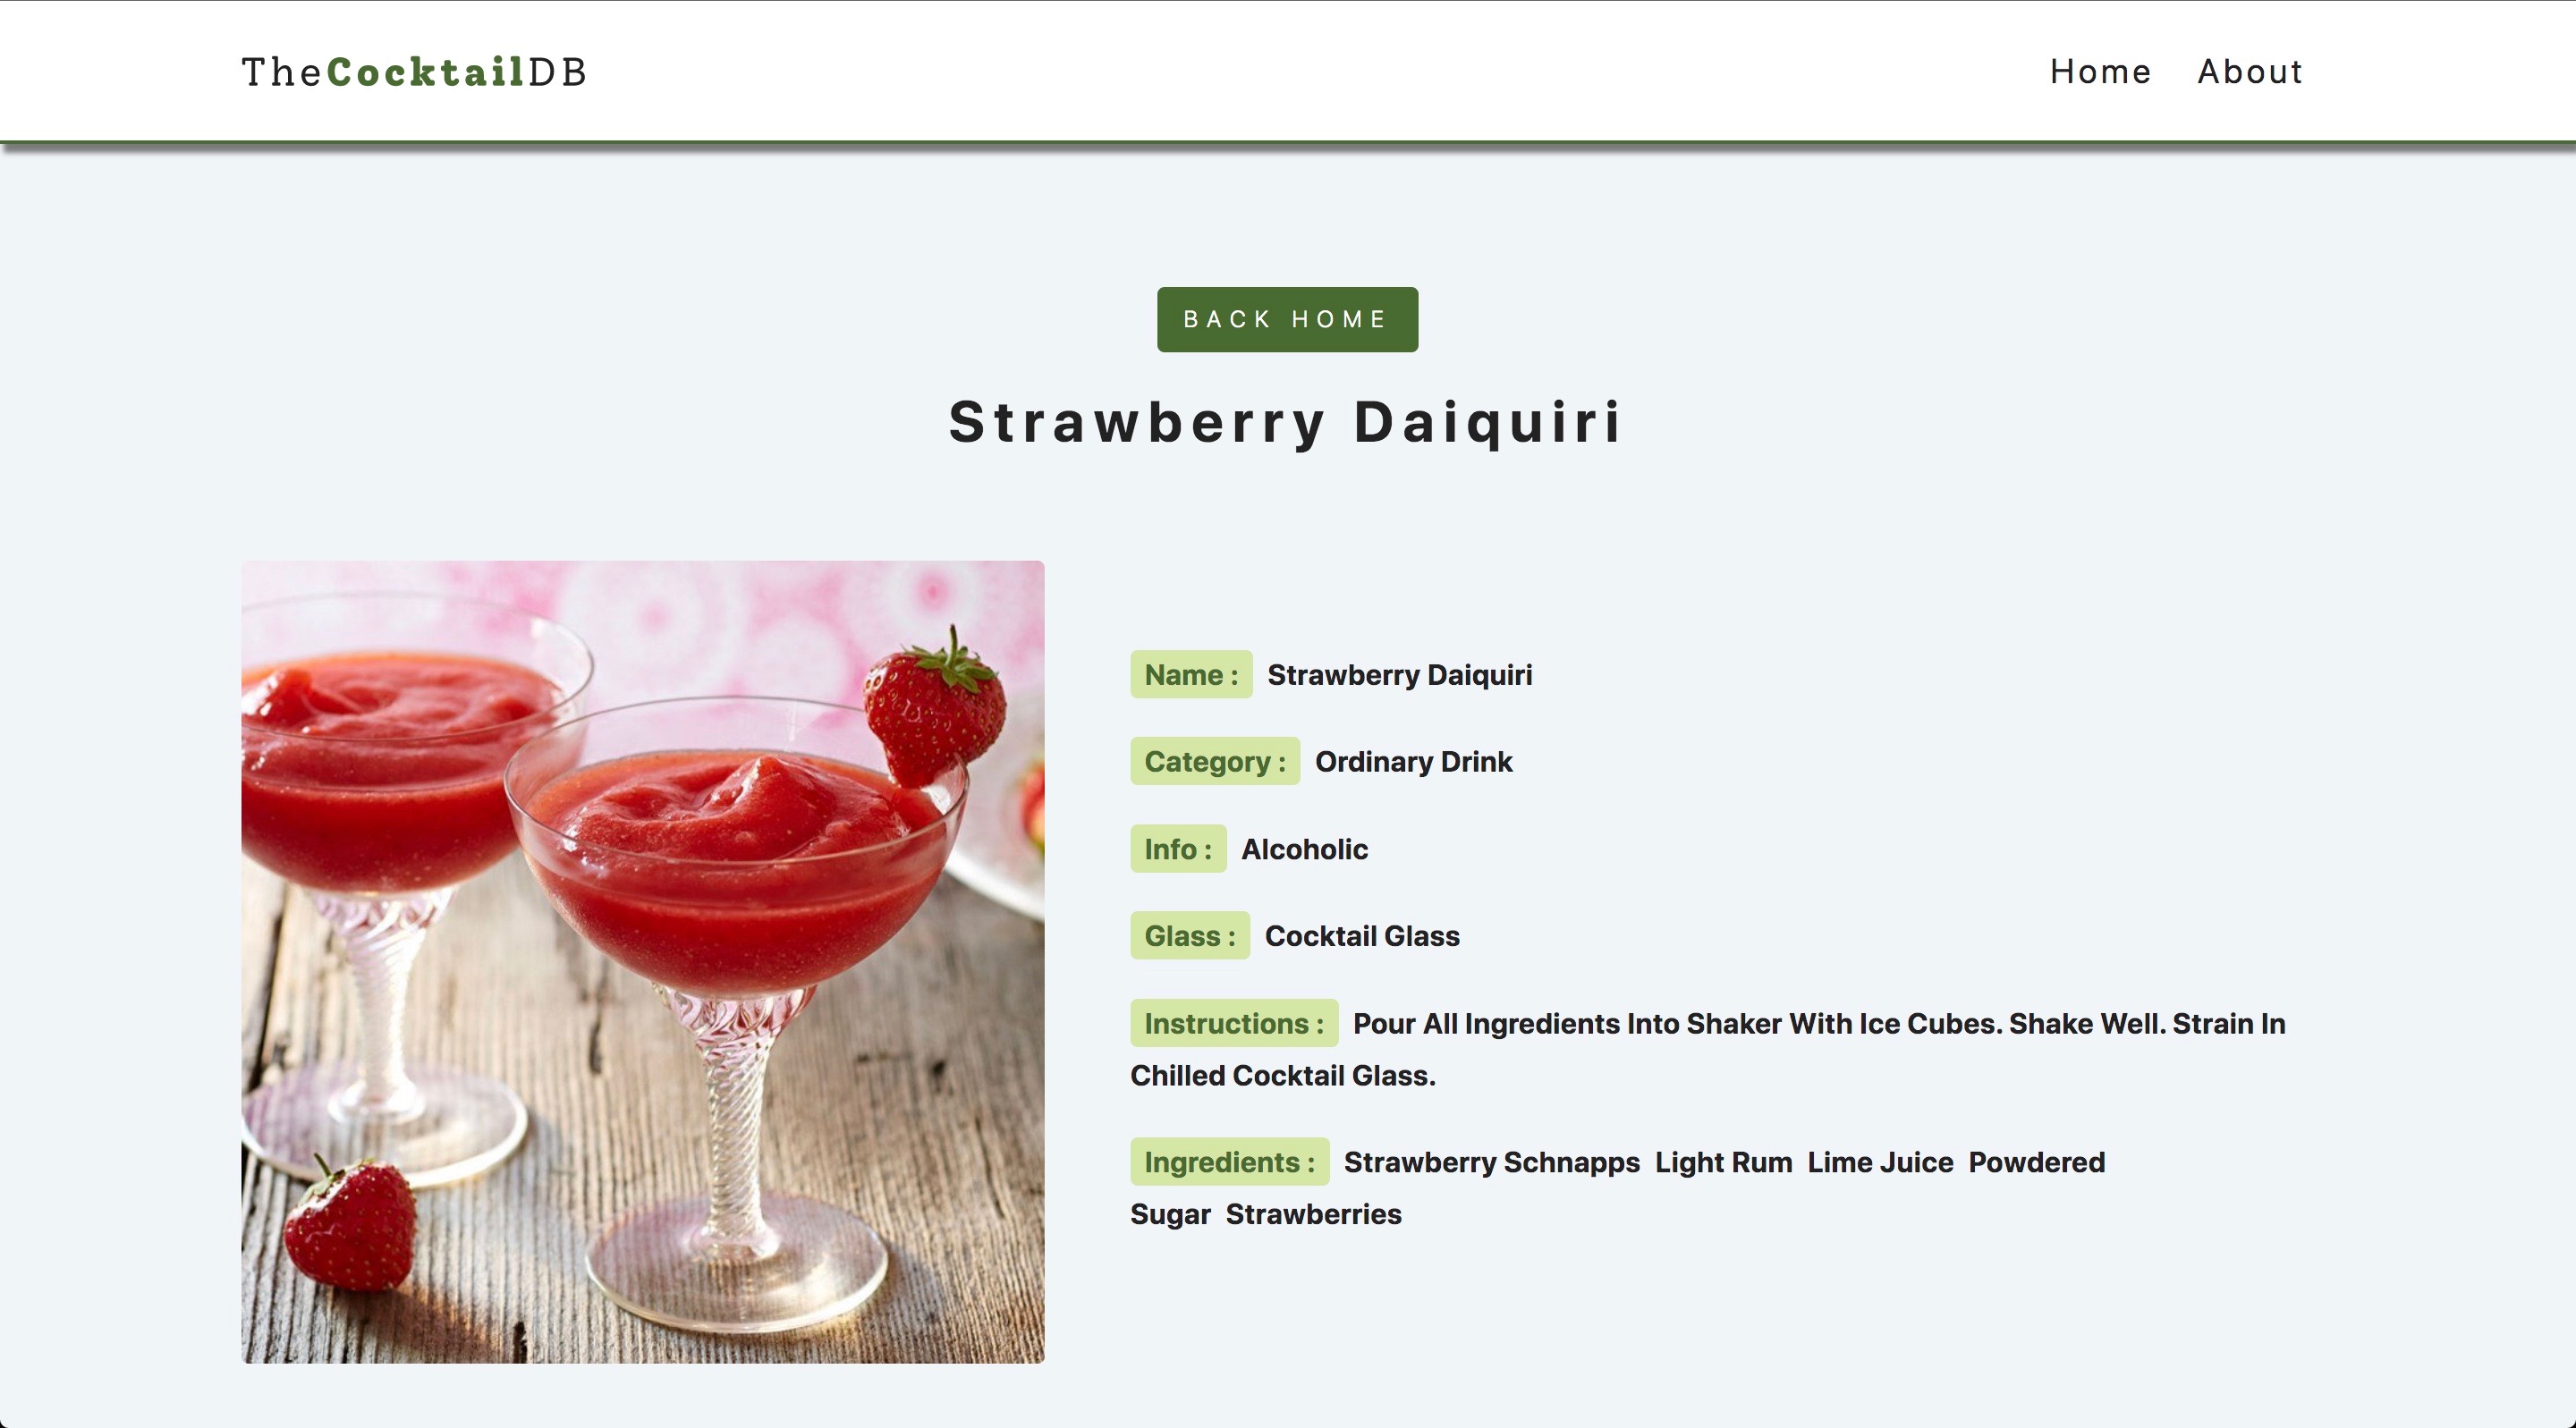 TheCocktailDB
Home About
BACK HOME
Strawberry Daiquiri
Name : Strawberry Daiquiri
Category : Ordinary Drink
Info : Alcoholic
Glass : Cocktail Glass
Instructions : Pour All Ingredients Into Shaker With Ice Cubes. Shake Well. Strain In
Chilled Cocktail Glass.
Ingredients : Strawberry Schnapps Light Rum Lime Juice Powdered
Sugar Strawberries